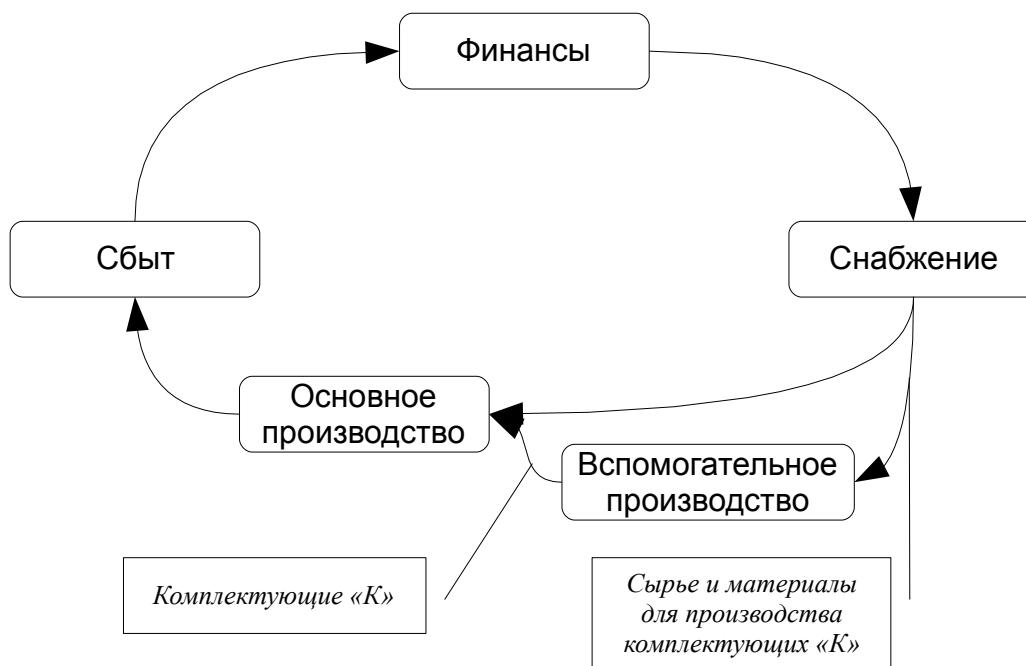 Финансы
Сбыт
Снабжение
Основное
производство
Вспомогательное
производство
Комплектующие «К»
Сырье и материалы
для производства
комплектующих «К»